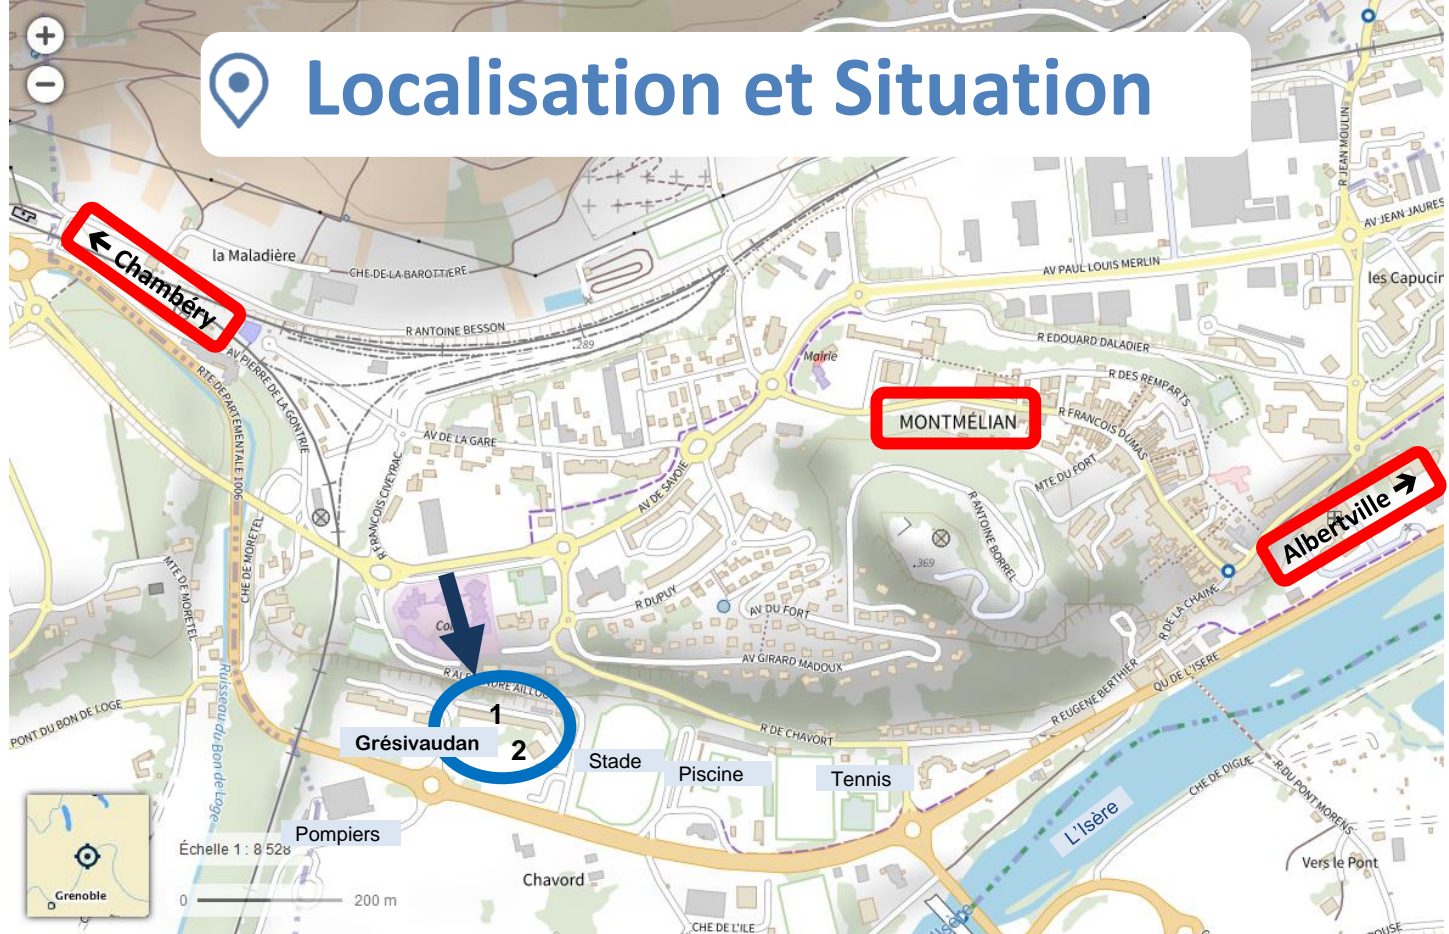 Localisation et Situation
R JEAN MOULIN
AV JEAN JAURES
← Chambéry
la Maladière
CHE DE LA BAROTTIERE
AV PAUL LOUIS MERLIN
les Capucin
R ANTOINE BESSON
289
R EDOUARD DALADIER
Mairie
AV PIERRE DE LA GONTRIE
RTE DEPARTEMENTALE 1006
R DES REMPARTS
MONTMÉLIAN
R FRANCOIS DUMAS
AV DE LA GARE
R FRANCOIS CIVEYRAC
AV DE SAVOIE
MTE DU FORT
R ANTOINE BORREL
Albertville →
369
CHE DE MORETEL
MTE DE MORETEL
R DUPUY
AV DU FORT
R DE LA CHAINE
AV GIRARD MADOUX
QU DE L'ISERE
R EUGENE BERTHIER
Ruisseau du Bon de Loge
PONT DU BON DE LOGE
1
Grésivaudan
2
R DE CHAVORT
Stade
Piscine
Tennis
CHE DE DIGUE
R DU PONT MORENS
L'Isère
Pompiers
Échelle 1 : 8 528
Vers le Pont
Chavord
Grenoble
0
200 m
CHE DE L'ILE